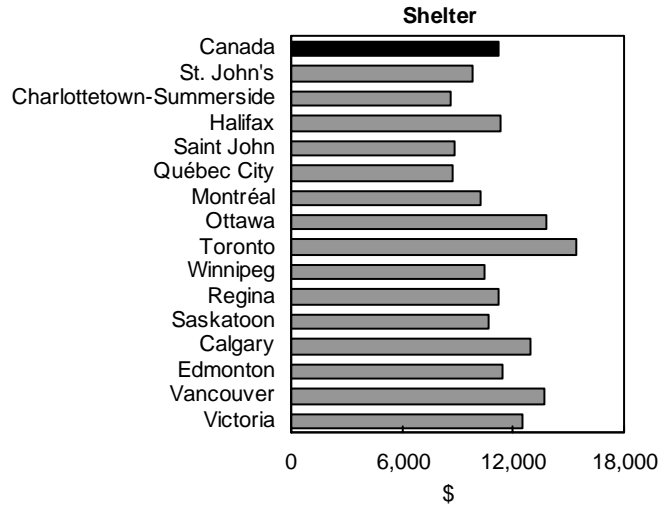 Shelter
Canada
St. John's
Charlottetown-Summerside
Halifax
Saint John
Québec City
Montréal
Ottawa
Toronto
Winnipeg
Regina
Saskatoon
Calgary
Edmonton
Vancouver
Victoria
0 6,000 12,000 18,000
$